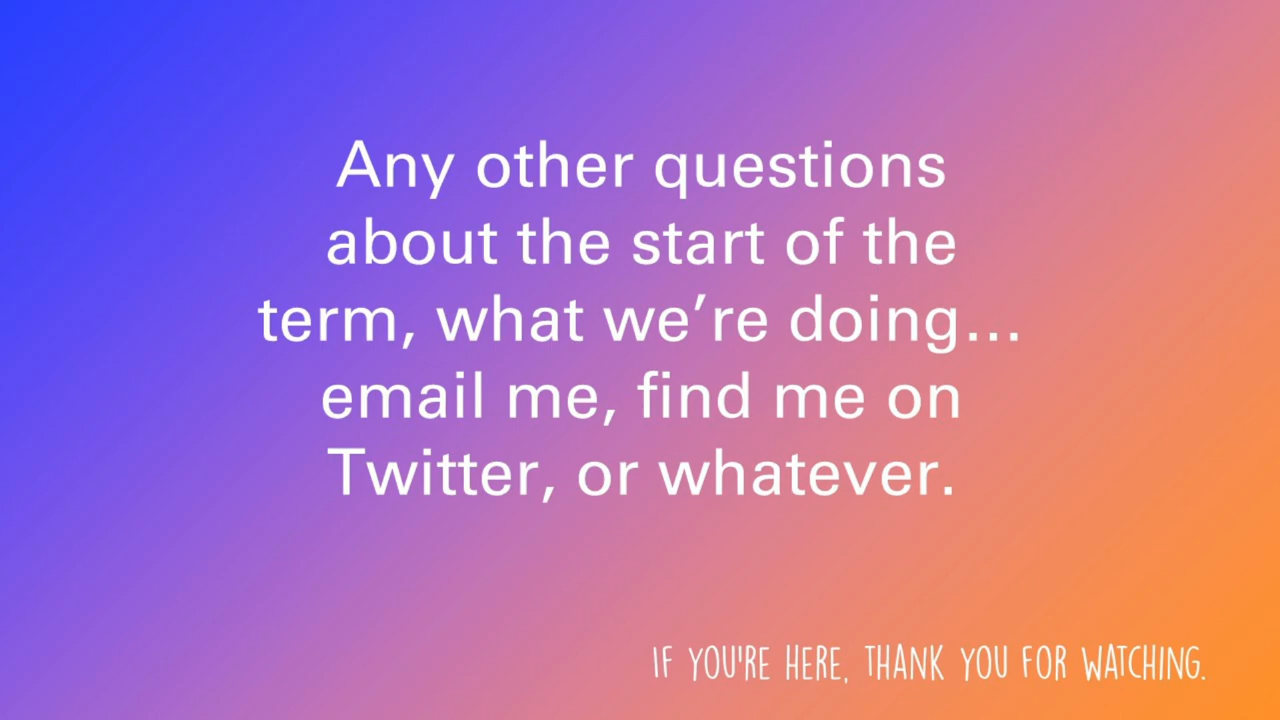 Any other questions
about the start of the
term, what we’re doing…
email me, find me on
Twitter, or whatever.
IF YOU'RE HERE, THANK YOU FOR WATCHING.